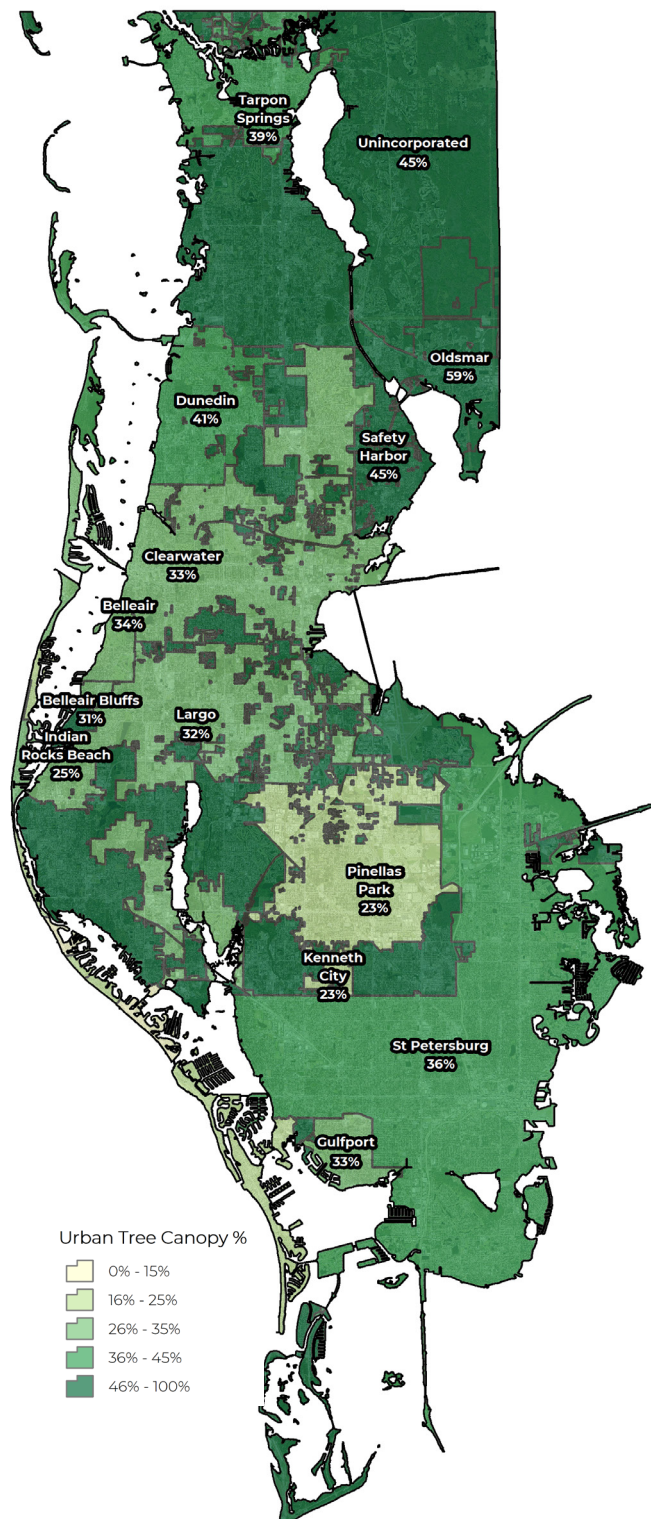 Tarpon
Springs
39%
Unincorporated
45%
Oldsmar
59%
Dunedin
41%
Safety
Harbor
45%
Clearwater
33%
Belleair
34%
Belleair Bluffs
31%
Indian
Rocks Beach
25%
Largo
32%
Pinellas
Park
23%
Kenneth
City
23%
St Petersburg
36%
Gulfport
33%
Urban Tree Canopy %
0% - 15%
16% - 25%
26% - 35%
36% - 45%
46% - 100%